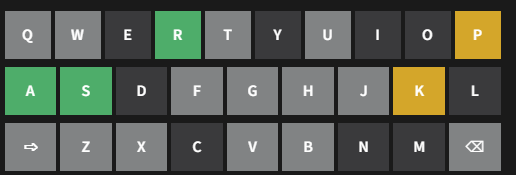 Q W E R T Y U I O P
A S D F G H J K L
⇨ Z X C V B N M ⌫